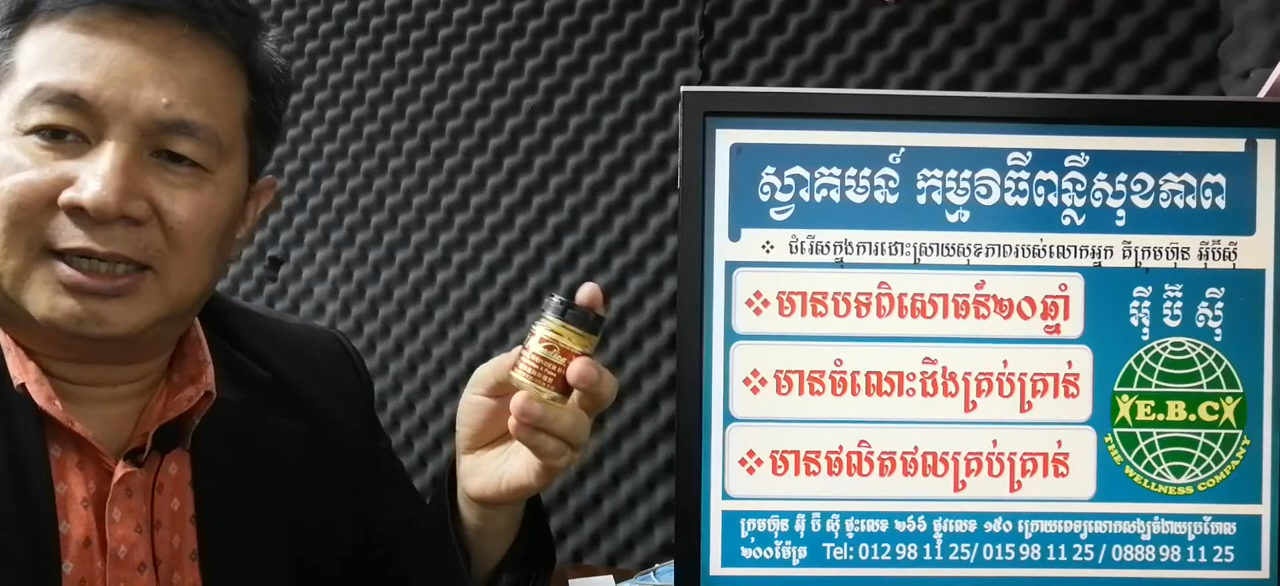 ស្វាគមន៍ កម្មវិធីពន្លឺសុខភាព
❖ ជំរើសក្នុងការដោះស្រាយសុខភាពរបស់លោកអ្នក គឺក្រុមហ៊ុន អ៊ីប៊ីស៊ី
❖មានបទពិសោធន៍២០ឆ្នាំ
❖មានចំណេះដឹងគ្រប់គ្រាន់
❖មានផលិតផលគ្រប់គ្រាន់
អ៊ី ប៊ី ស៊ី
E.B.C
THE WELLNESS COMPANY
ក្រុមហ៊ុន អ៊ី ប៊ី ស៊ី ផ្ទះលេខ ២៦៦ ផ្លូវលេខ ១៥០ ក្រោយពេទ្យលោកសង្ឃចំងាយប្រហែល
២០០ម៉ែត្រ Tel: 012 98 11 25/ 015 98 11 25 / 0888 98 11 25